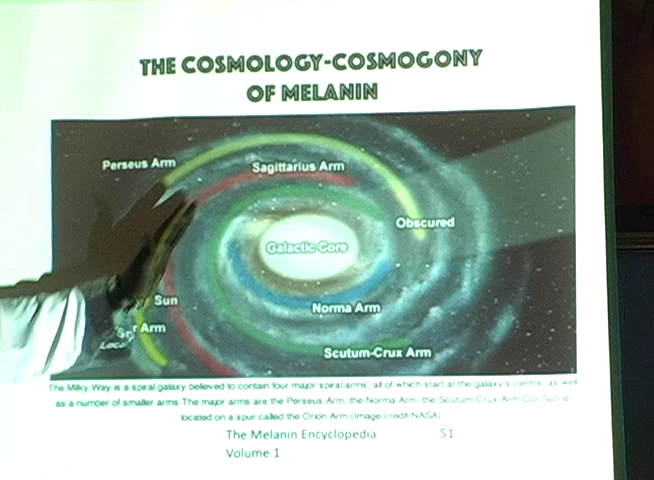 THE COSMOLOGY-COSMOGONY
OF MELANIN
Perseus Arm
Sagittarius Arm
Obscured
Galactic Core
Sun
Norma Arm
r Arm
Local
Scutum-Crux Arm
The Milky Way is a spiral galaxy believed to contain four major spiral arms, all of which start at the galaxy's centre, as well
as a number of smaller arms. The major arms are the Perseus Arm, the Norma Arm, the Scutum-Crux Arm Our Sun is
located on a spur called the Orion Arm (Image credit NASA)
The Melanin Encyclopedia 51
Volume 1